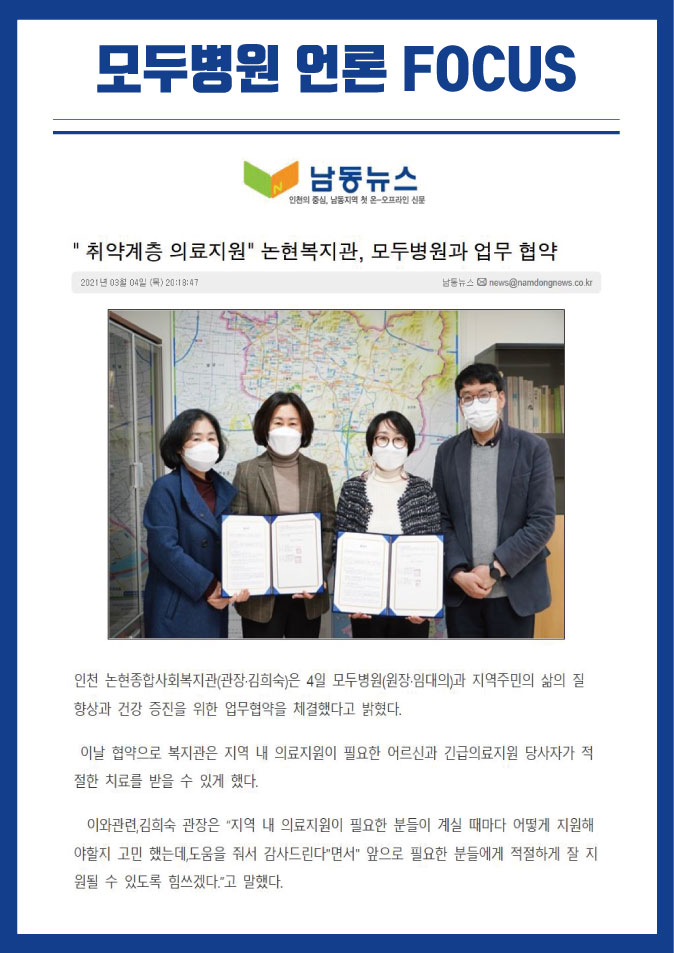 모두병원 언론 FOCUS
남동뉴스
인천의 중심, 남동지역 첫 온-오프라인 신문
" 취약계층 의료지원" 논현복지관, 모두병원과 업무 협약
2021년 03월 04일 (목) 20:18:47 남동뉴스 news@namdongnews.co.kr
인천 논현종합사회복지관(관장·김희숙)은 4일 모두병원(원장·임대의)과 지역주민의 삶의 질
향상과 건강 증진을 위한 업무협약을 체결했다고 밝혔다.
이날 협약으로 복지관은 지역 내 의료지원이 필요한 어르신과 긴급의료지원 당사자가 적
절한 치료를 받을 수 있게 했다.
이와관련,김희숙 관장은 "지역 내 의료지원이 필요한 분들이 계실 때마다 어떻게 지원해
야할지 고민 했는데,도움을 줘서 감사드린다"면서" 앞으로 필요한 분들에게 적절하게 잘 지
원될 수 있도록 힘쓰겠다."고 말했다.